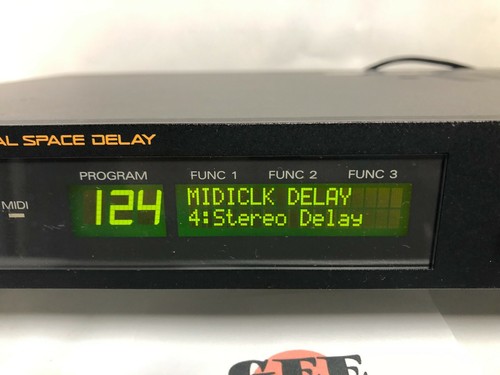 AL SPACE DELAY
PROGRAM FUNC 1 FUNC 2 FUNC 3
MIDI
124
MIDICLK DELAY
4:Stereo Delay